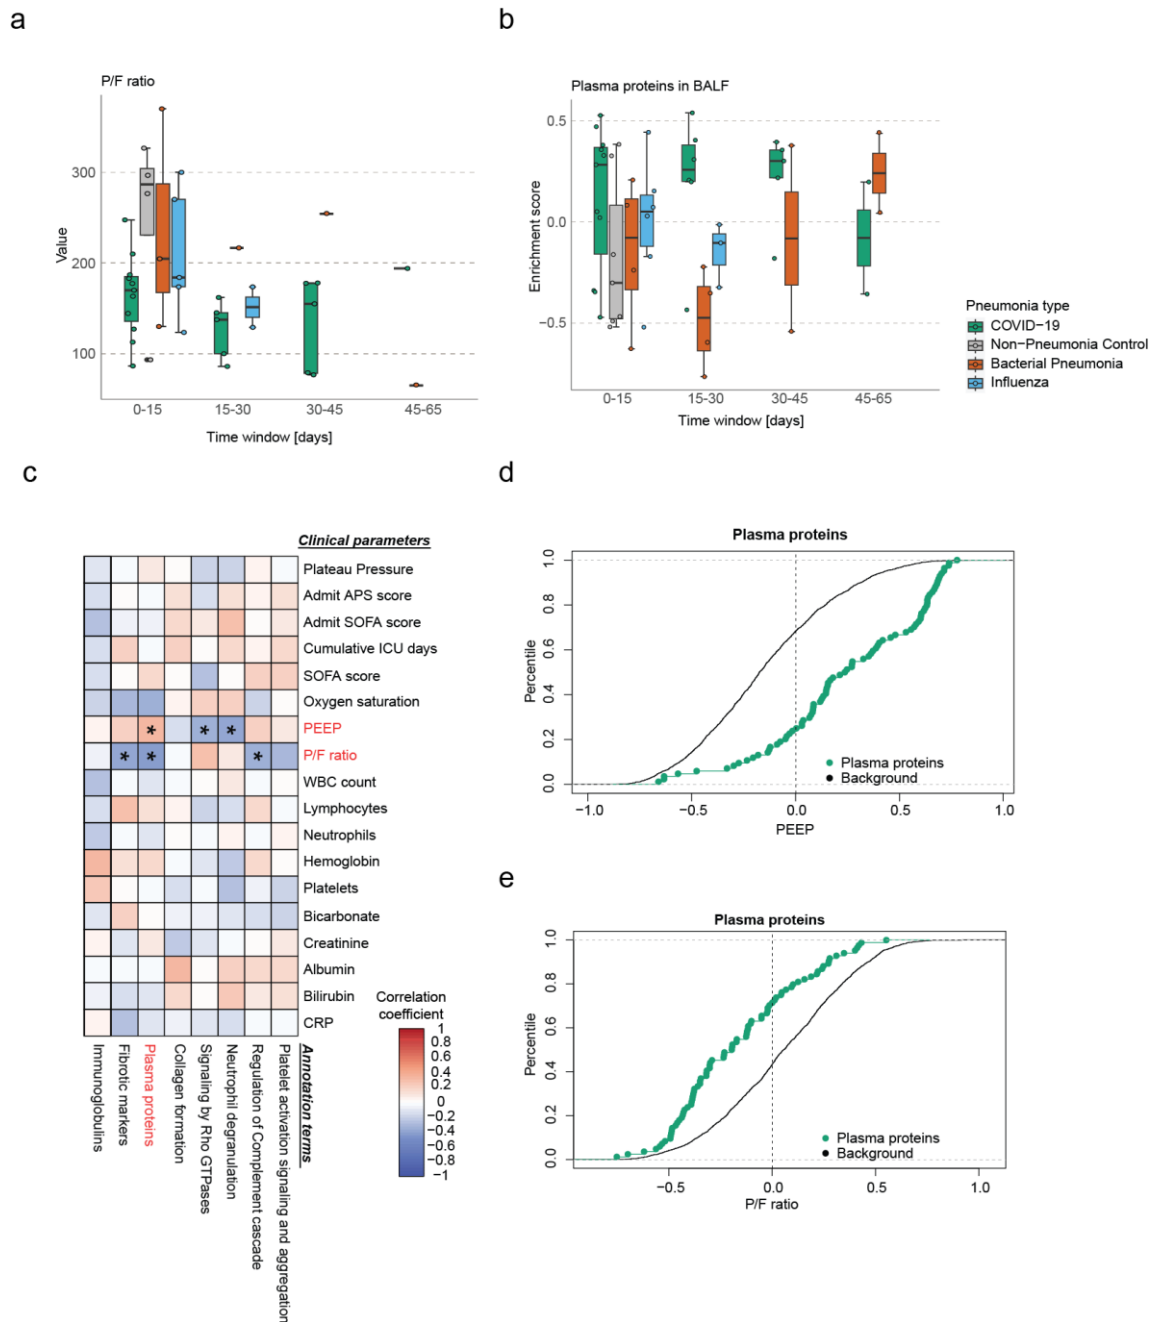 a
P/F ratio
300
200
100
Value
0-15
15-30
30-45
45-65
Time window [days]
b
Plasma proteins in BALF
0.5
0.0
−0.5
Enrichment score
0-15
15-30
30-45
45-65
Time window [days]
Pneumonia type
COVID-19
Non-Pneumonia Control
Bacterial Pneumonia
Influenza
c
Clinical parameters
Plateau Pressure
Admit APS score
Admit SOFA score
Cumulative ICU days
SOFA score
Oxygen saturation
* * * PEEP
* * * P/F ratio
WBC count
Lymphocytes
Neutrophils
Hemoglobin
Platelets
Bicarbonate
Creatinine
Albumin
Bilirubin
CRP
Immunoglobulins
Fibrotic markers
Plasma proteins
Collagen formation
Signaling by Rho GTPases
Neutrophil degranulation
Regulation of Complement cascade
Platelet activation signaling and aggregation
Annotation terms
Correlation
coefficient
1
0.8
0.6
0.4
0.2
0
−0.2
−0.4
−0.6
−0.8
−1
d
Plasma proteins
1.0
0.8
0.6
0.4
0.2
0.0
Percentile
Plasma proteins
Background
−1.0
−0.5
0.0
0.5
1.0
PEEP
e
Plasma proteins
1.0
0.8
0.6
0.4
0.2
0.0
Percentile
Plasma proteins
Background
−0.5
0.0
0.5
1.0
P/F ratio